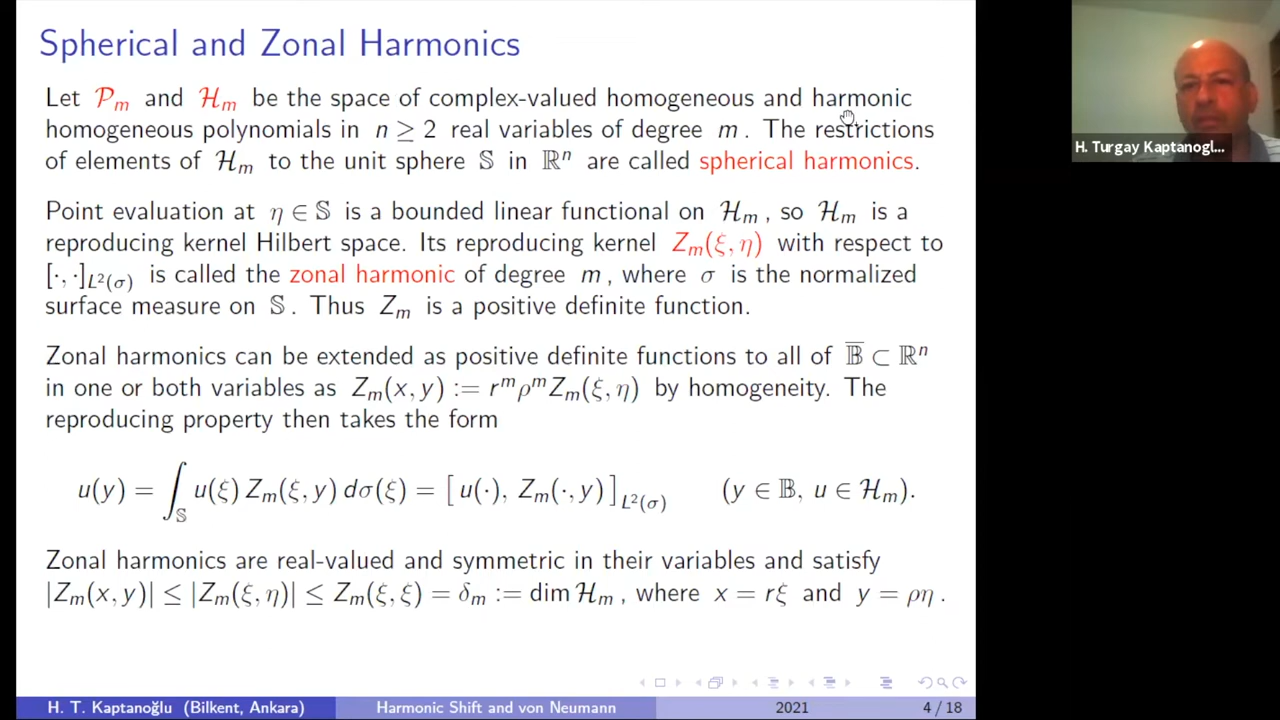 Spherical and Zonal Harmonics
Let 𝒫_m and ℋ_m be the space of complex-valued homogeneous and harmonic
homogeneous polynomials in n ≥ 2 real variables of degree m. The restrictions
of elements of ℋ_m to the unit sphere 𝕊 in ℝ^n are called spherical harmonics.
Point evaluation at η ∈ 𝕊 is a bounded linear functional on ℋ_m, so ℋ_m is a
reproducing kernel Hilbert space. Its reproducing kernel Z_m(ξ, η) with respect to
[·, ·]_{L²(σ)} is called the zonal harmonic of degree m, where σ is the normalized
surface measure on 𝕊. Thus Z_m is a positive definite function.
Zonal harmonics can be extended as positive definite functions to all of 𝔹̅ ⊂ ℝ^n
in one or both variables as Z_m(x, y) := r^m ρ^m Z_m(ξ, η) by homogeneity. The
reproducing property then takes the form
u(y) = ∫_𝕊 u(ξ) Z_m(ξ, y) dσ(ξ) = [u(·), Z_m(·, y)]_{L²(σ)} (y ∈ 𝔹, u ∈ ℋ_m).
Zonal harmonics are real-valued and symmetric in their variables and satisfy
|Z_m(x, y)| ≤ |Z_m(ξ, η)| ≤ Z_m(ξ, ξ) = δ_m := dim ℋ_m, where x = rξ and y = ρη.
H. T. Kaptanoğlu (Bilkent, Ankara) Harmonic Shift and von Neumann 2021 4 / 18
H. Turgay Kaptanogl...